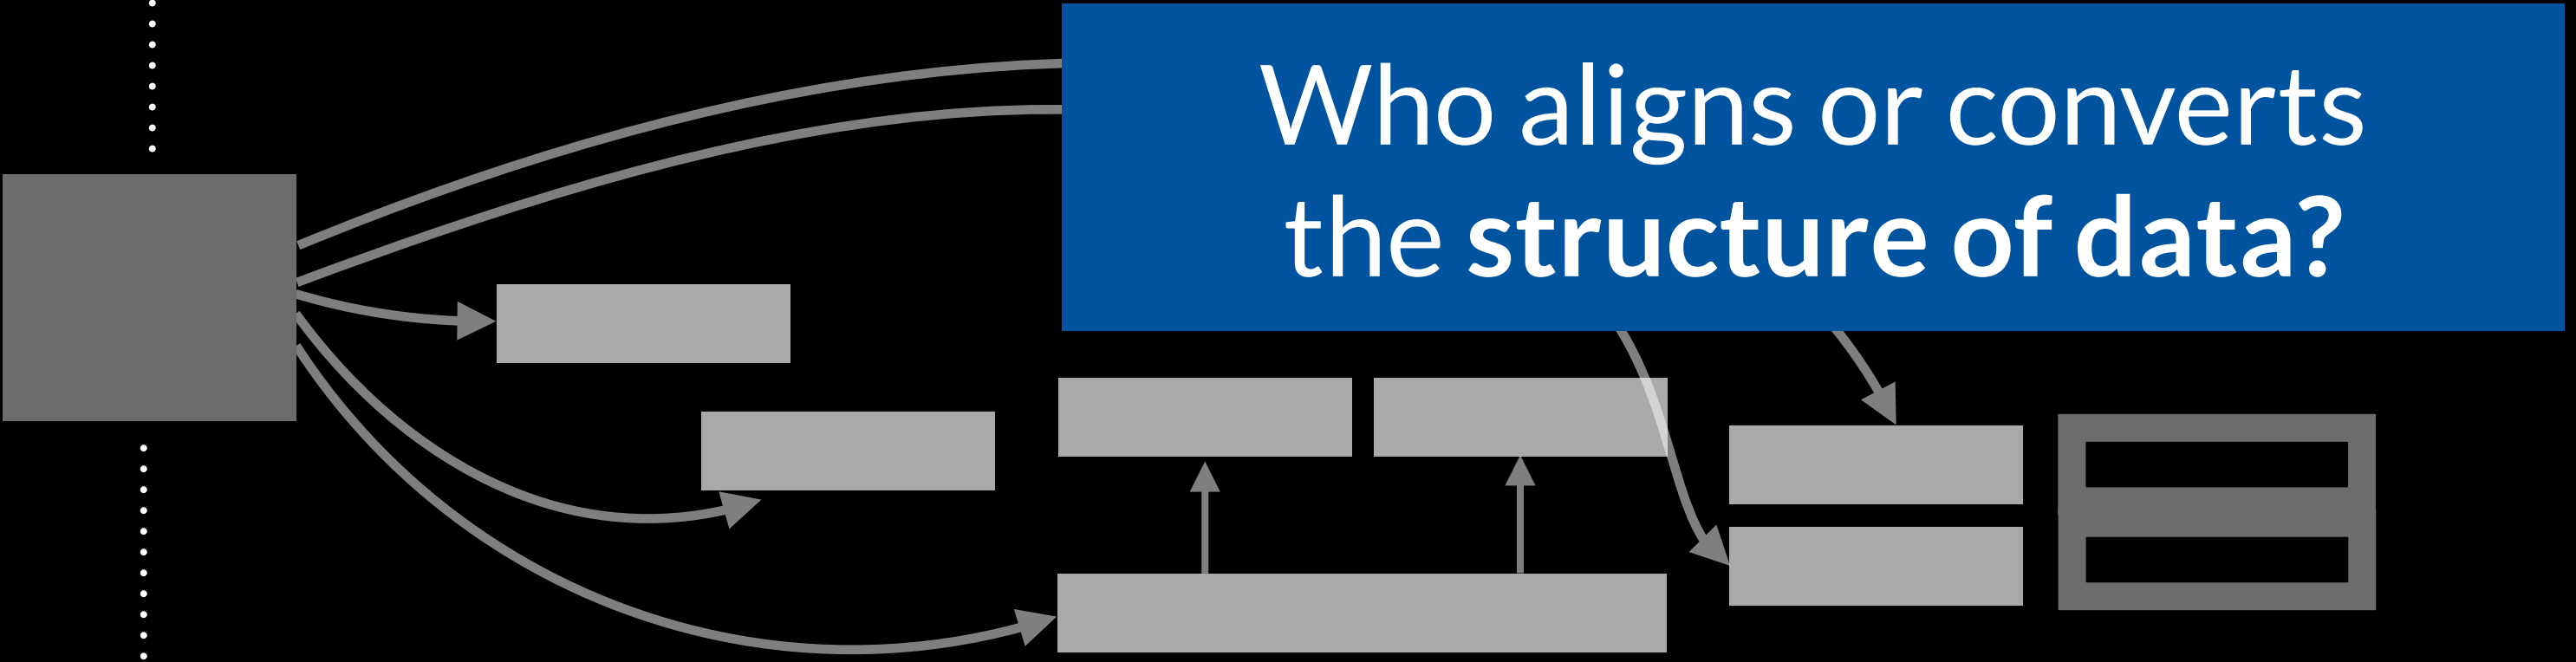 Who aligns or converts
the structure of data?